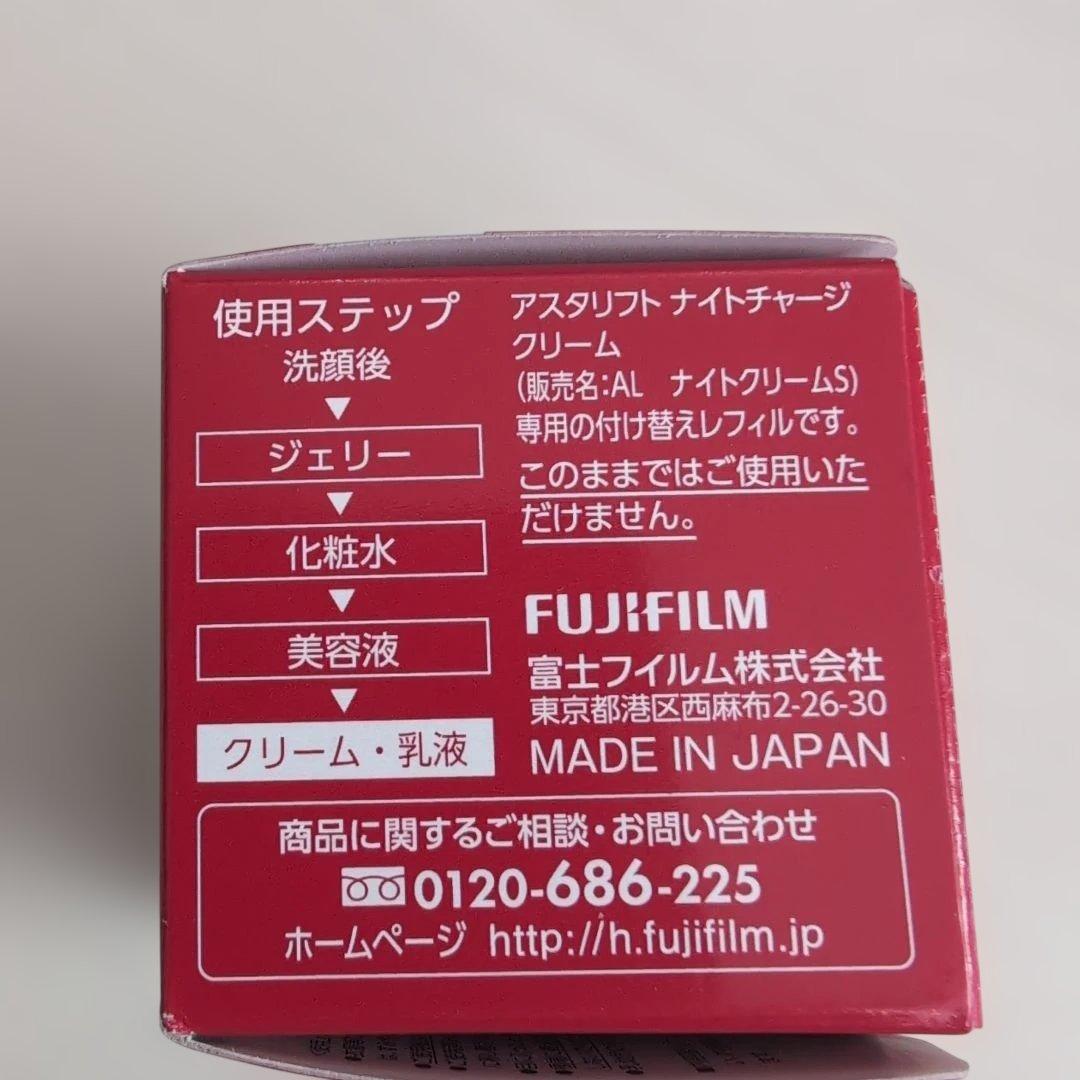 使用ステップ
洗顔後
▼
ジェリー
▼
化粧水
▼
美容液
▼
クリーム・乳液
アスタリフト ナイトチャージ
クリーム
(販売名:AL ナイトクリームS)
専用の付け替えレフィルです。
このままではご使用いた
だけません。
FUJIFILM
富士フイルム株式会社
東京都港区西麻布2-26-30
MADE IN JAPAN
商品に関するご相談・お問い合わせ
0120-686-225
ホームページ http://h.fujifilm.jp